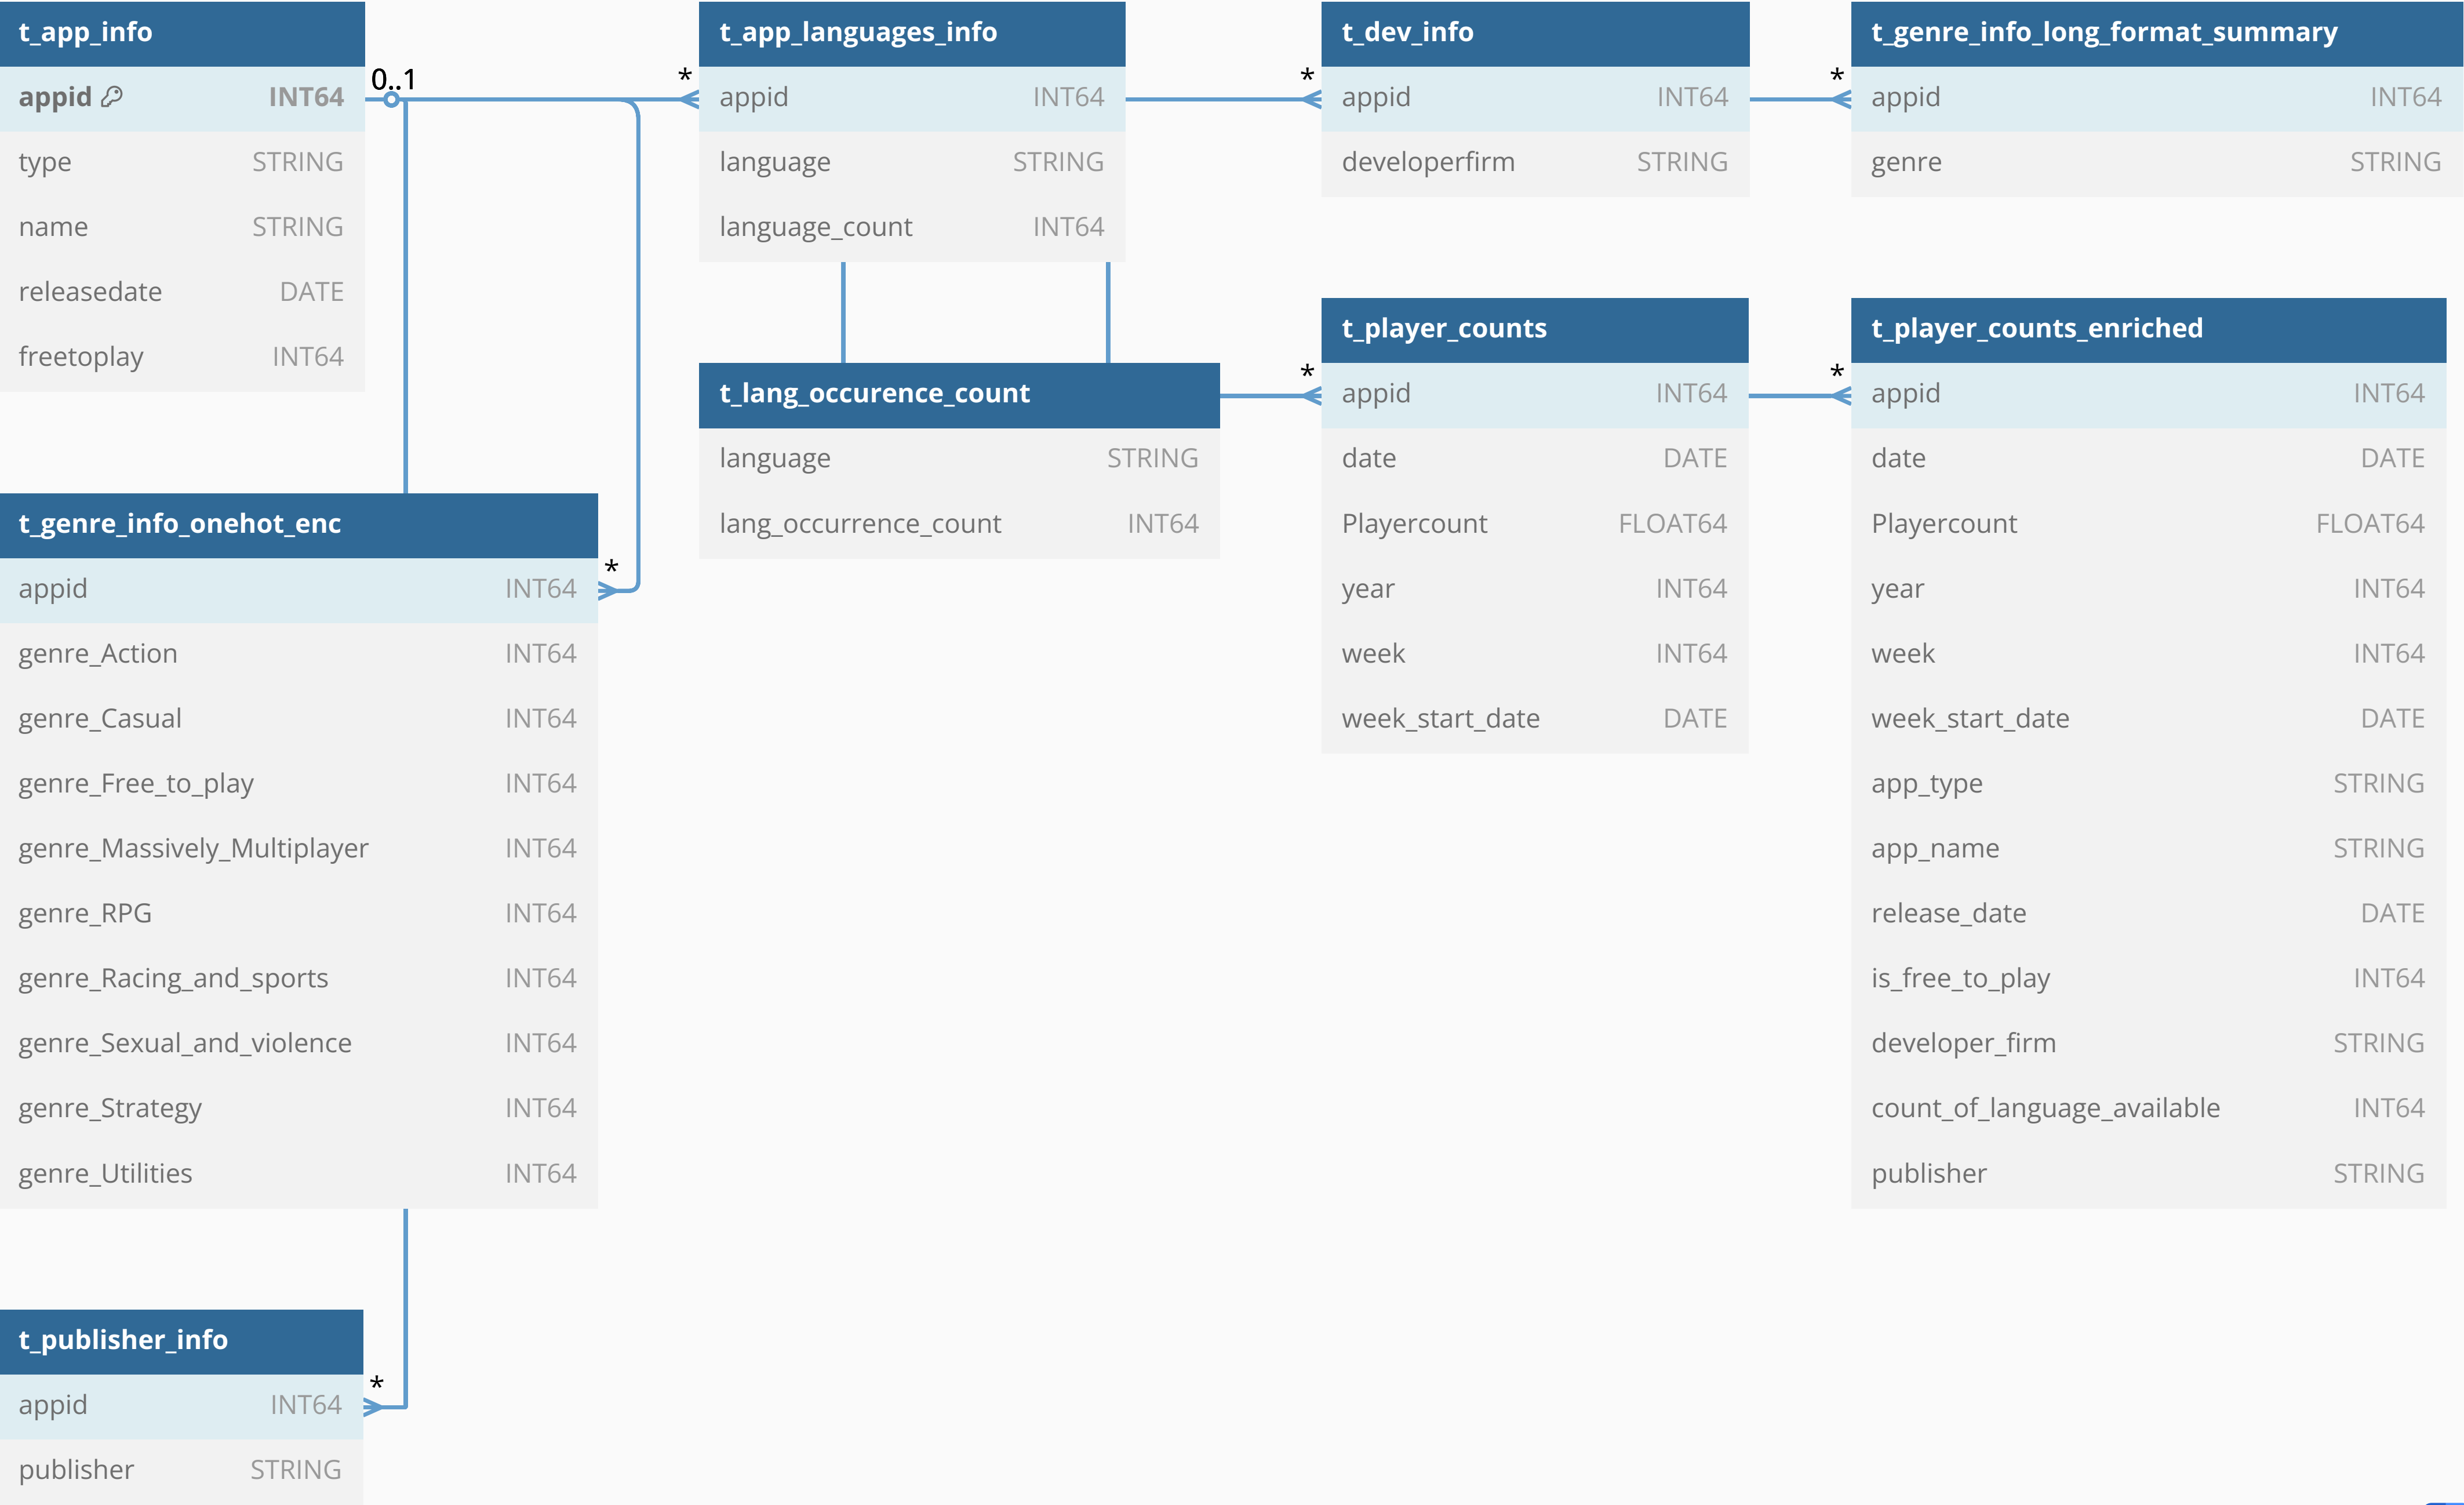 t_app_info
appid INT64
type STRING
name STRING
releasedate DATE
freetoplay INT64
0..1
*
t_app_languages_info
appid INT64
language STRING
language_count INT64
*
t_dev_info
appid INT64
developerfirm STRING
*
t_genre_info_long_format_summary
appid INT64
genre STRING
t_lang_occurence_count
language STRING
lang_occurrence_count INT64
*
t_player_counts
appid INT64
date DATE
Playercount FLOAT64
year INT64
week INT64
week_start_date DATE
*
t_player_counts_enriched
appid INT64
date DATE
Playercount FLOAT64
year INT64
week INT64
week_start_date DATE
app_type STRING
app_name STRING
release_date DATE
is_free_to_play INT64
developer_firm STRING
count_of_language_available INT64
publisher STRING
t_genre_info_onehot_enc
*
appid INT64
genre_Action INT64
genre_Casual INT64
genre_Free_to_play INT64
genre_Massively_Multiplayer INT64
genre_RPG INT64
genre_Racing_and_sports INT64
genre_Sexual_and_violence INT64
genre_Strategy INT64
genre_Utilities INT64
t_publisher_info
*
appid INT64
publisher STRING